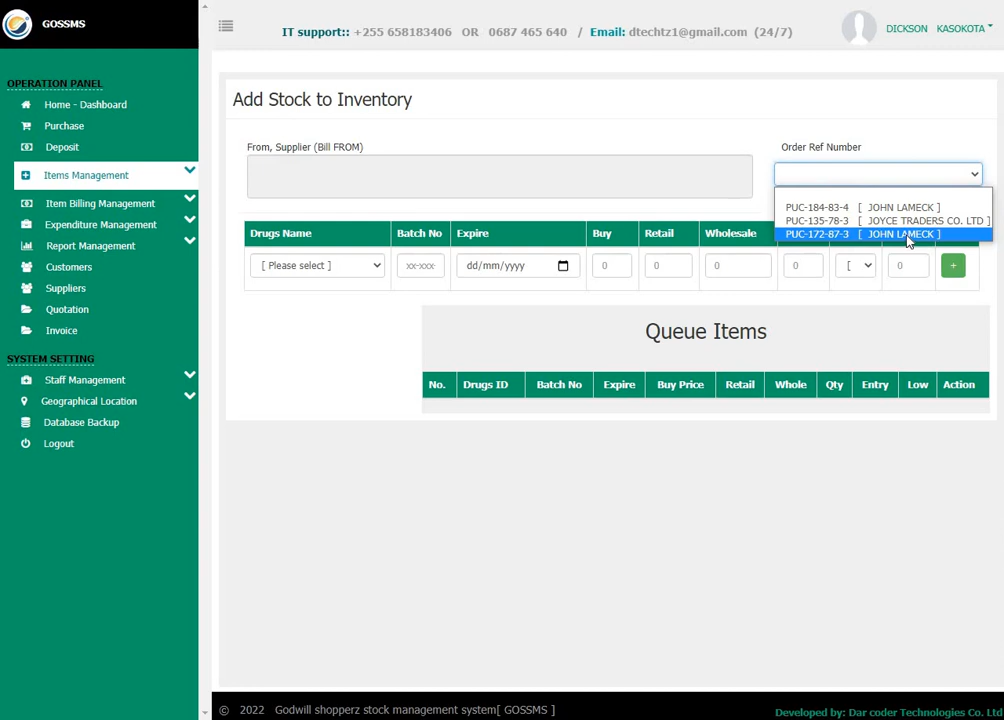 GOSSMS
IT support:: +255 658183406 OR 0687 465 640 / Email: dtechtz1@gmail.com (24/7)
DICKSON KASOKOTA
OPERATION PANEL
Home - Dashboard
Purchase
Deposit
Items Management
Item Billing Management
Expenditure Management
Report Management
Customers
Suppliers
Quotation
Invoice
SYSTEM SETTING
Staff Management
Geographical Location
Database Backup
Logout
Add Stock to Inventory
From, Supplier (Bill FROM)
Order Ref Number
PUC-184-83-4 [ JOHN LAMECK ]
PUC-135-78-3 [ JOYCE TRADERS CO. LTD ]
PUC-172-87-3 [ JOHN LAMECK ]
Drugs Name Batch No Expire Buy Retail Wholesale
[ Please select ] xx-xxx- dd/mm/yyyy 0 0 0 0 [ 0 +
Queue Items
No. Drugs ID Batch No Expire Buy Price Retail Whole Qty Entry Low Action
© 2022 Godwill shopperz stock management system[ GOSSMS ]
Developed by: Dar coder Technologies Co. Ltd